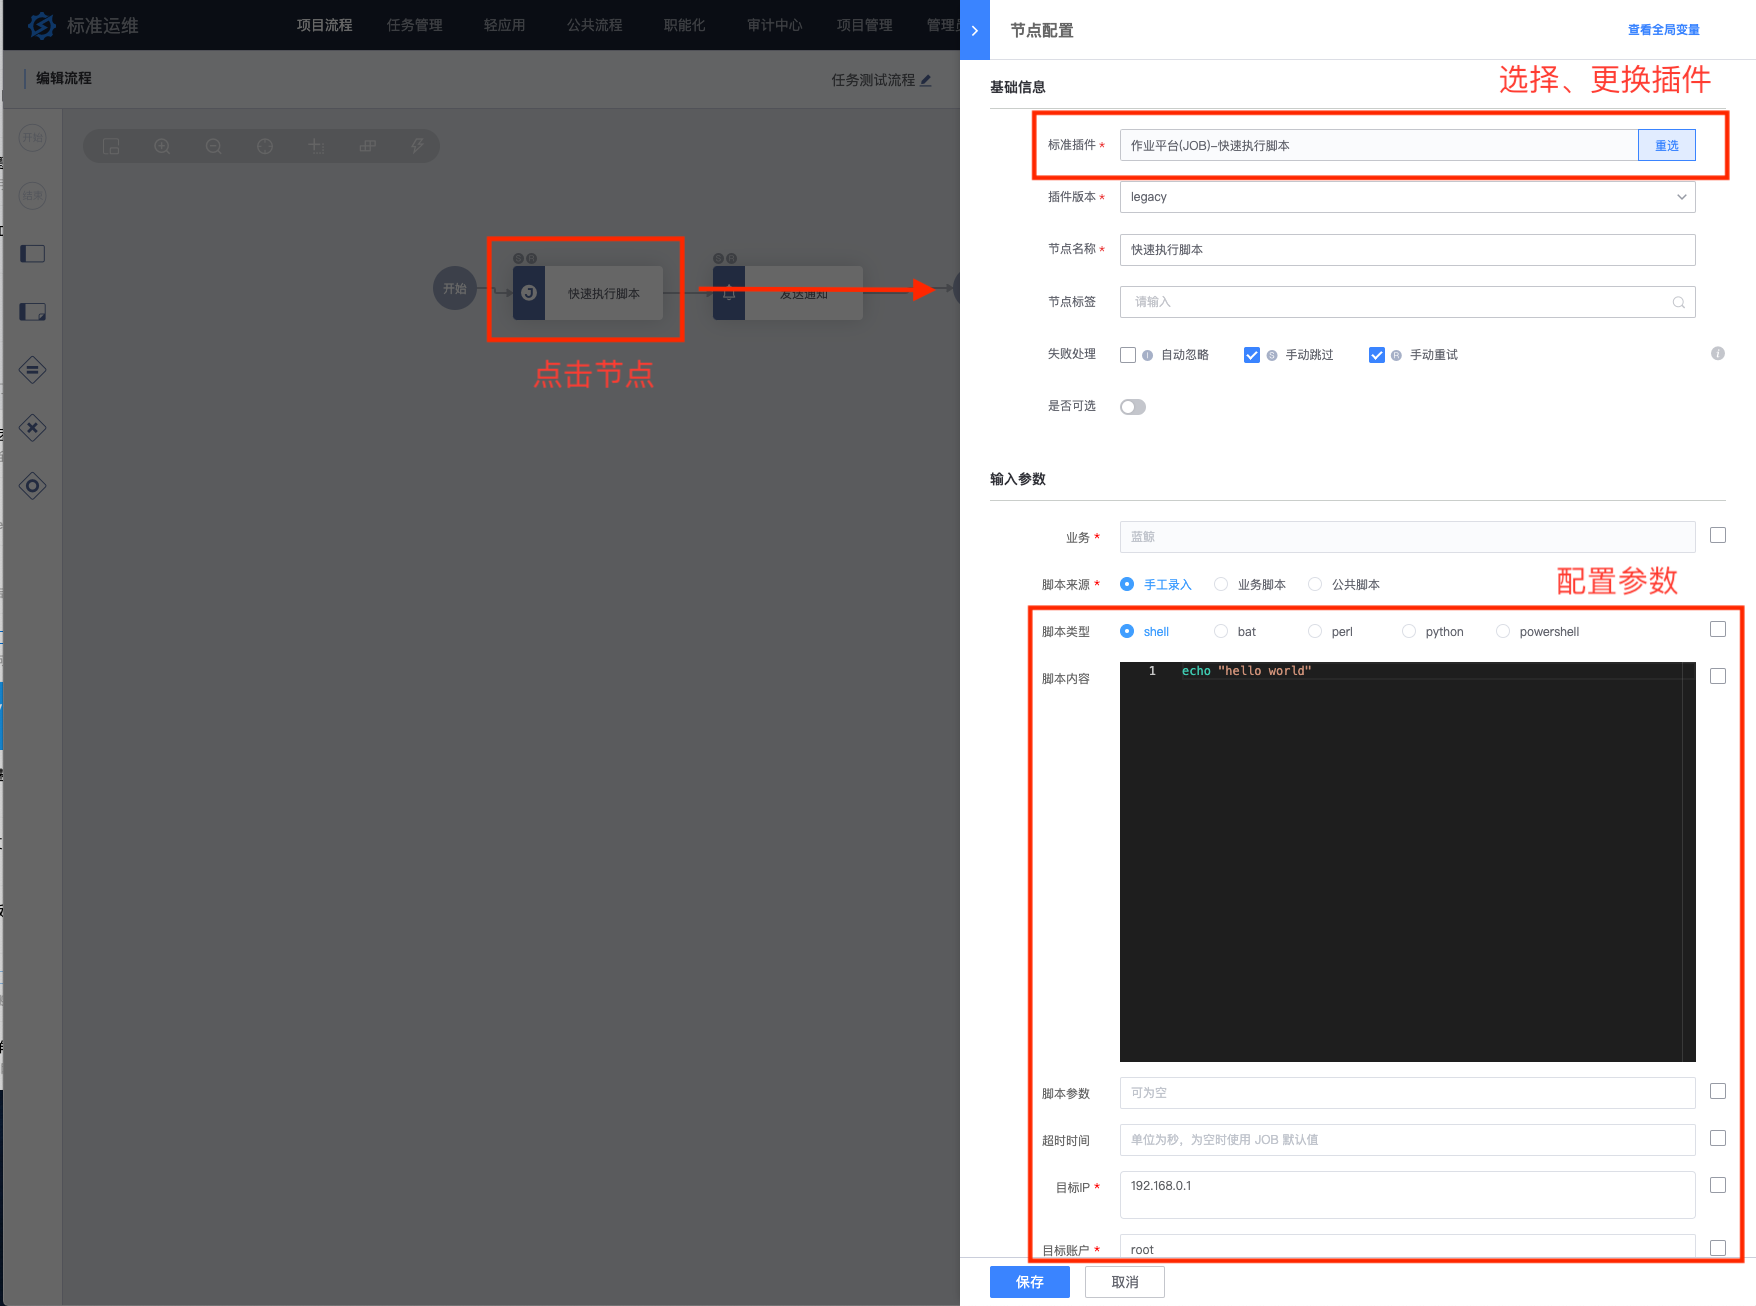 标准运维
项目流程 任务管理 轻应用 公共流程 职能化 审计中心 项目管理
节点配置
查看全局变量
编辑流程
任务测试流程
基础信息
选择、更换插件
开始
结束
标准插件 *
作业平台(JOB)-快速执行脚本
重选
插件版本 *
legacy
节点名称 *
快速执行脚本
开始
快速执行脚本
发送通知
点击节点
节点标签
请输入
失败处理
自动忽略 手动跳过 手动重试
是否可选
输入参数
业务 *
蓝鲸
脚本来源 *
手工录入 业务脚本 公共脚本
配置参数
脚本类型
shell bat perl python powershell
脚本内容
1 echo "hello world"
脚本参数
可为空
超时时间
单位为秒，为空时使用 JOB 默认值
目标IP *
192.168.0.1
目标账户 *
root
保存 取消